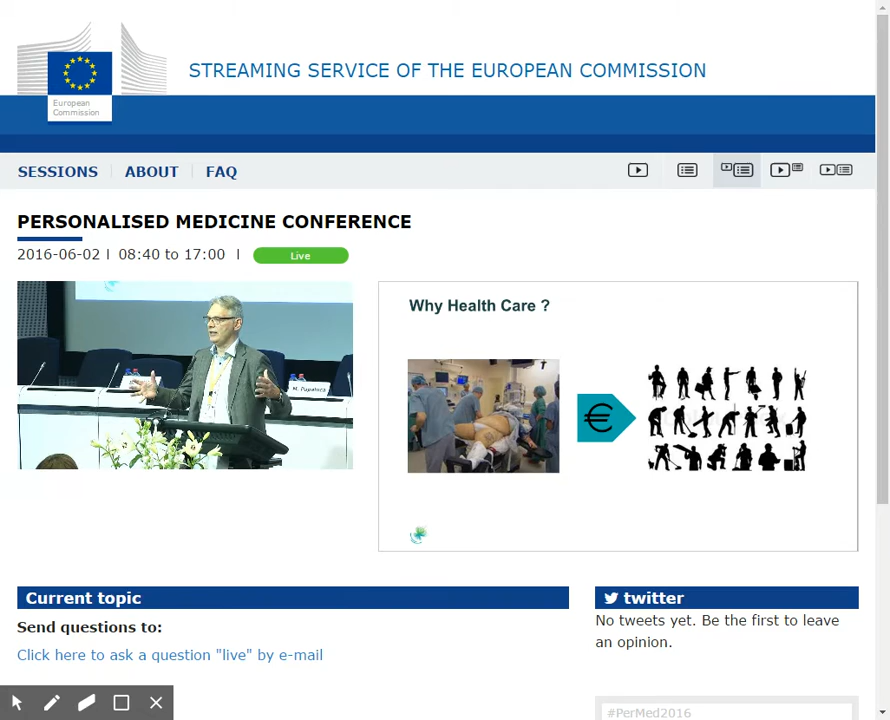 European
Commission
STREAMING SERVICE OF THE EUROPEAN COMMISSION
SESSIONS
ABOUT
FAQ
PERSONALISED MEDICINE CONFERENCE
2016-06-02 | 08:40 to 17:00 |
Live
M. Papaluca
Why Health Care ?
€
Current topic
Send questions to:
Click here to ask a question "live" by e-mail
twitter
No tweets yet. Be the first to leave
an opinion.
#PerMed2016